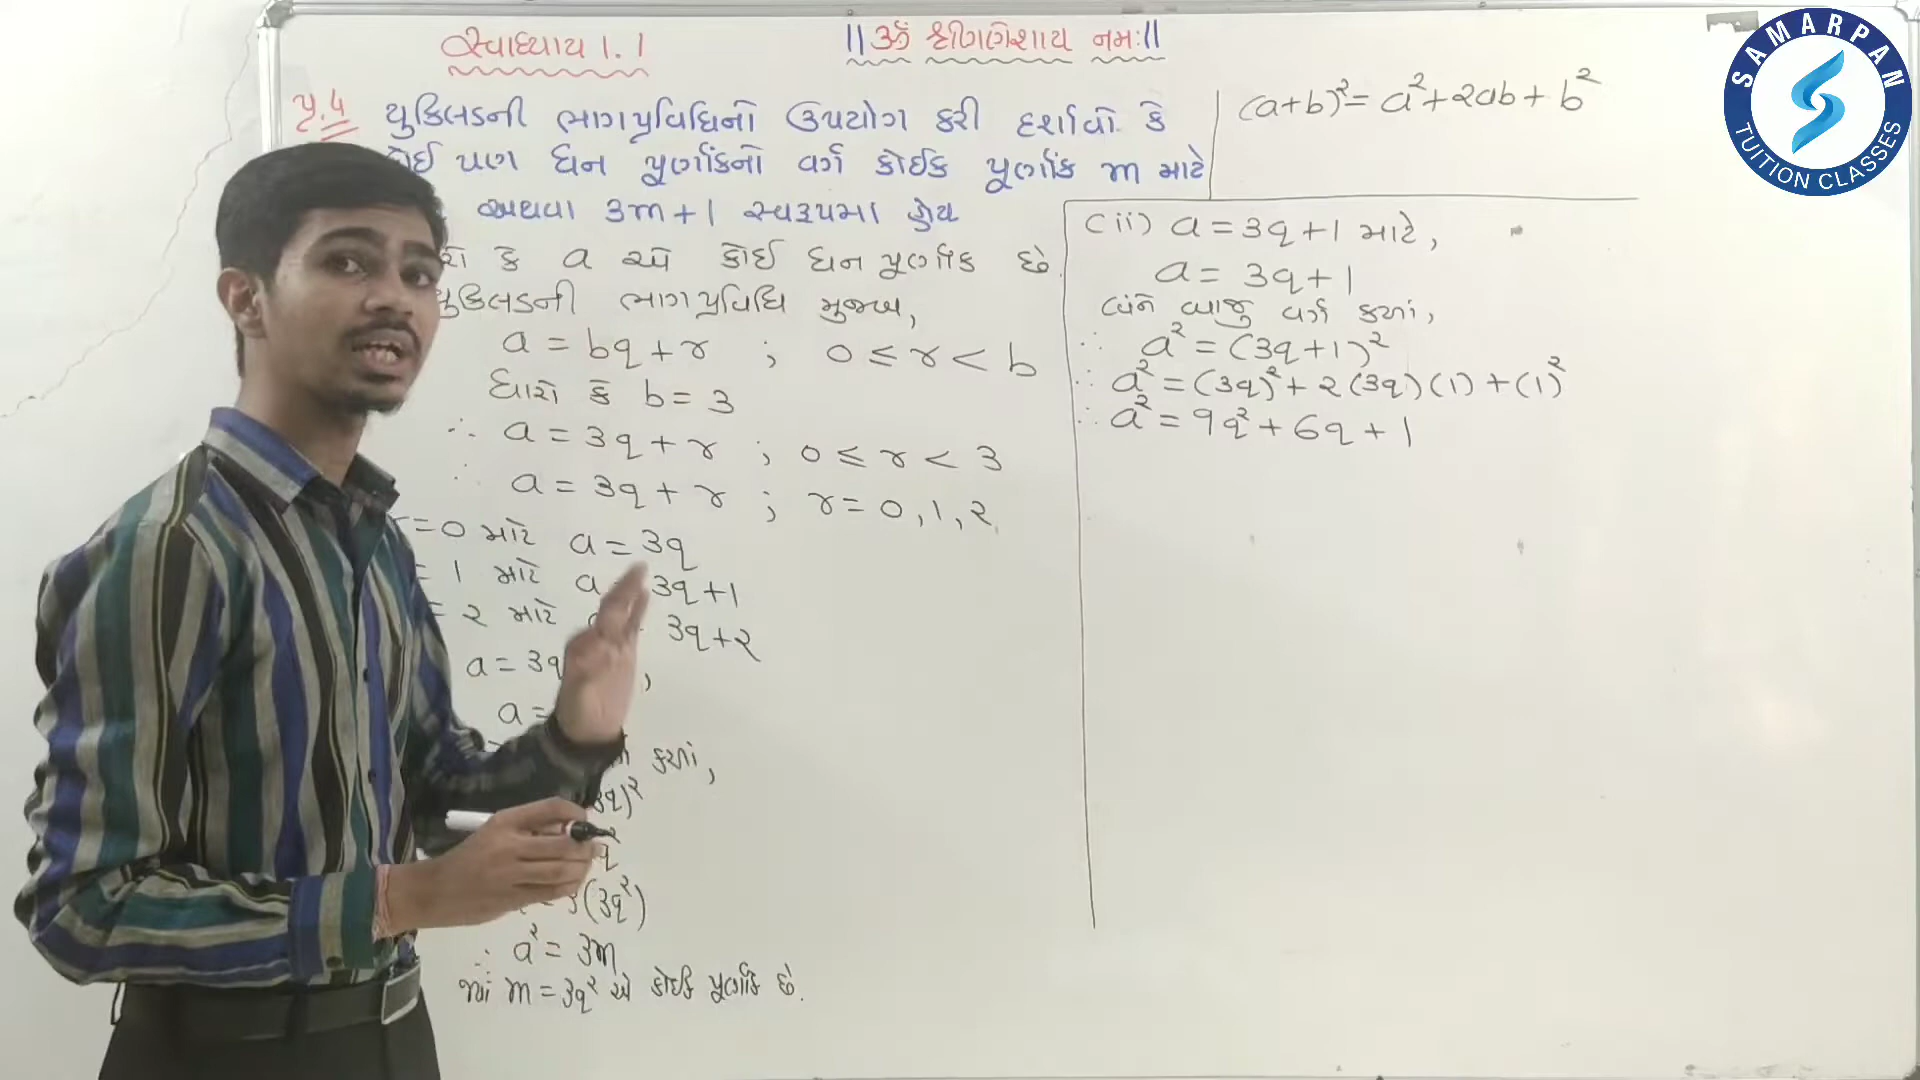 સ્વાધ્યાય 1.1
||ૐ શ્રી ગણેશાય નમઃ||
પ્ર.4 યુક્લિડની ભાગપ્રવિધિનો ઉપયોગ કરી દર્શાવો કે
કોઈ પણ ધન પૂર્ણાંકનો વર્ગ કોઈક પૂર્ણાંક m માટે
અથવા 3m+1 સ્વરૂપમા હોય
કે a એ કોઈ ધન પૂર્ણાંક છે.
યુક્લિડની ભાગપ્રવિધિ મુજબ,
a = bq + r ; 0 ≤ r < b
ધારો કે b = 3
∴ a = 3q + r ; 0 ≤ r < 3
∴ a = 3q + r ; r = 0, 1, 2
r = 0 માટે a = 3q
= 1 માટે a = 3q+1
= 2 માટે 3q+2
a = 3q ,
a =
કરતાં,
3q)²
3(3q²)
∴ a² = 3m
જ્યાં m = 3q² એ કોઈક પૂર્ણાંક છે.
(a+b)² = a² + 2ab + b²
(ii) a = 3q+1 માટે,
a = 3q+1
બંને બાજુ વર્ગ કરતાં,
∴ a² = (3q+1)²
∴ a² = (3q)² + 2(3q)(1) + (1)²
∴ a² = 9q² + 6q + 1
SAMARPAN
TUITION CLASSES